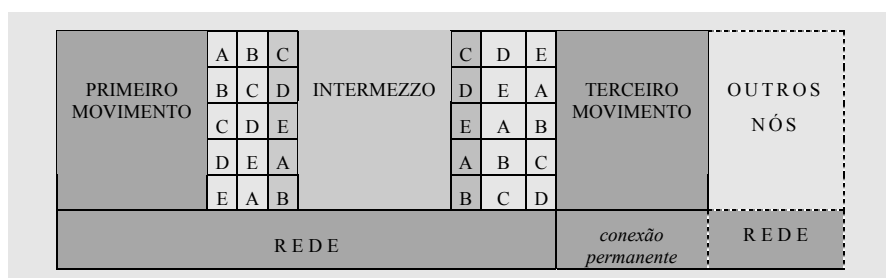 A B C C D E
PRIMEIRO B C D INTERMEZZO D E A TERCEIRO OUTROS
MOVIMENTO C D E E A B MOVIMENTO NÓS
D E A A B C
E A B B C D
REDE conexão REDE
permanente